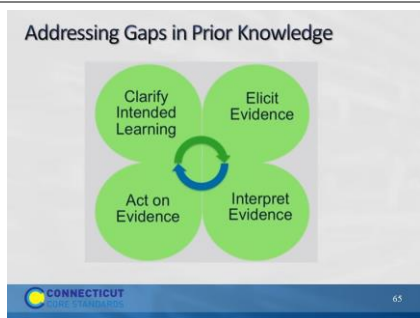 Addressing Gaps in Prior Knowledge
Clarify
Intended
Learning
Elicit
Evidence
Act on
Evidence
Interpret
Evidence
CONNECTICUT
CORE STANDARDS
65